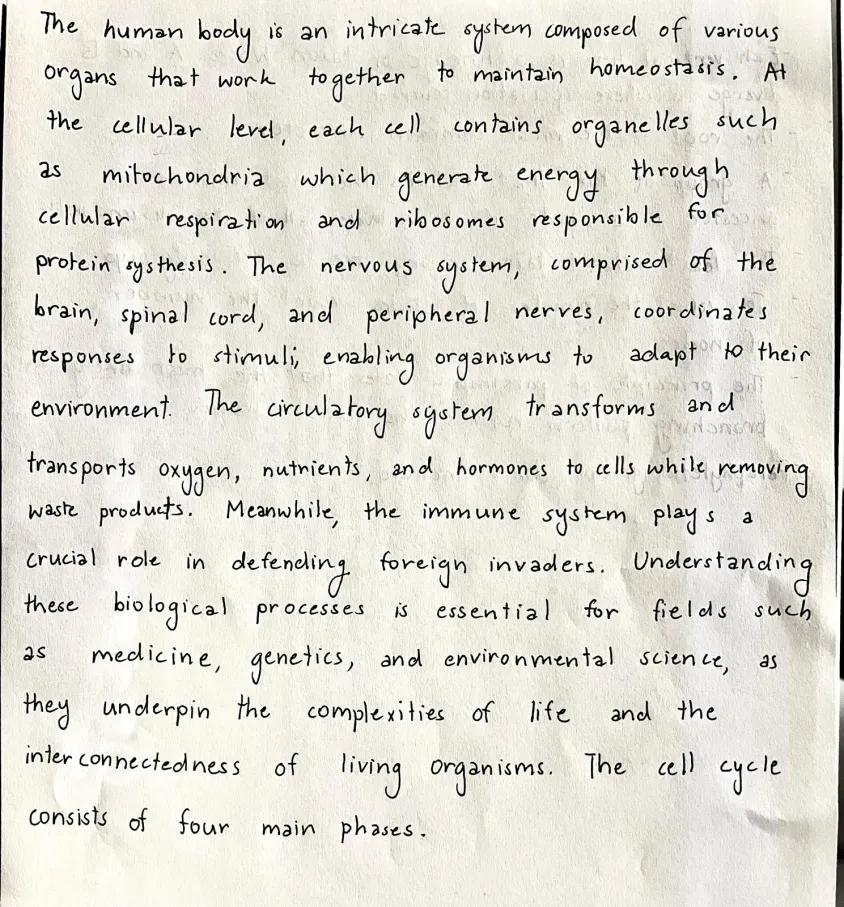 The human body is an intricate system composed of various
organs that work together to maintain homeostasis. At
the cellular level, each cell contains organelles such
as mitochondria which generate energy through
cellular respiration and ribosomes responsible for
protein systhesis. The nervous system, comprised of the
brain, spinal cord, and peripheral nerves, coordinates
responses to stimuli, enabling organisms to adapt to their
environment. The circulatory system transforms and
transports oxygen, nutrients, and hormones to cells while removing
waste products. Meanwhile, the immune system plays a
crucial role in defending foreign invaders. Understanding
these biological processes is essential for fields such
as medicine, genetics, and environmental science, as
they underpin the complexities of life and the
interconnectedness of living organisms. The cell cycle
consists of four main phases.